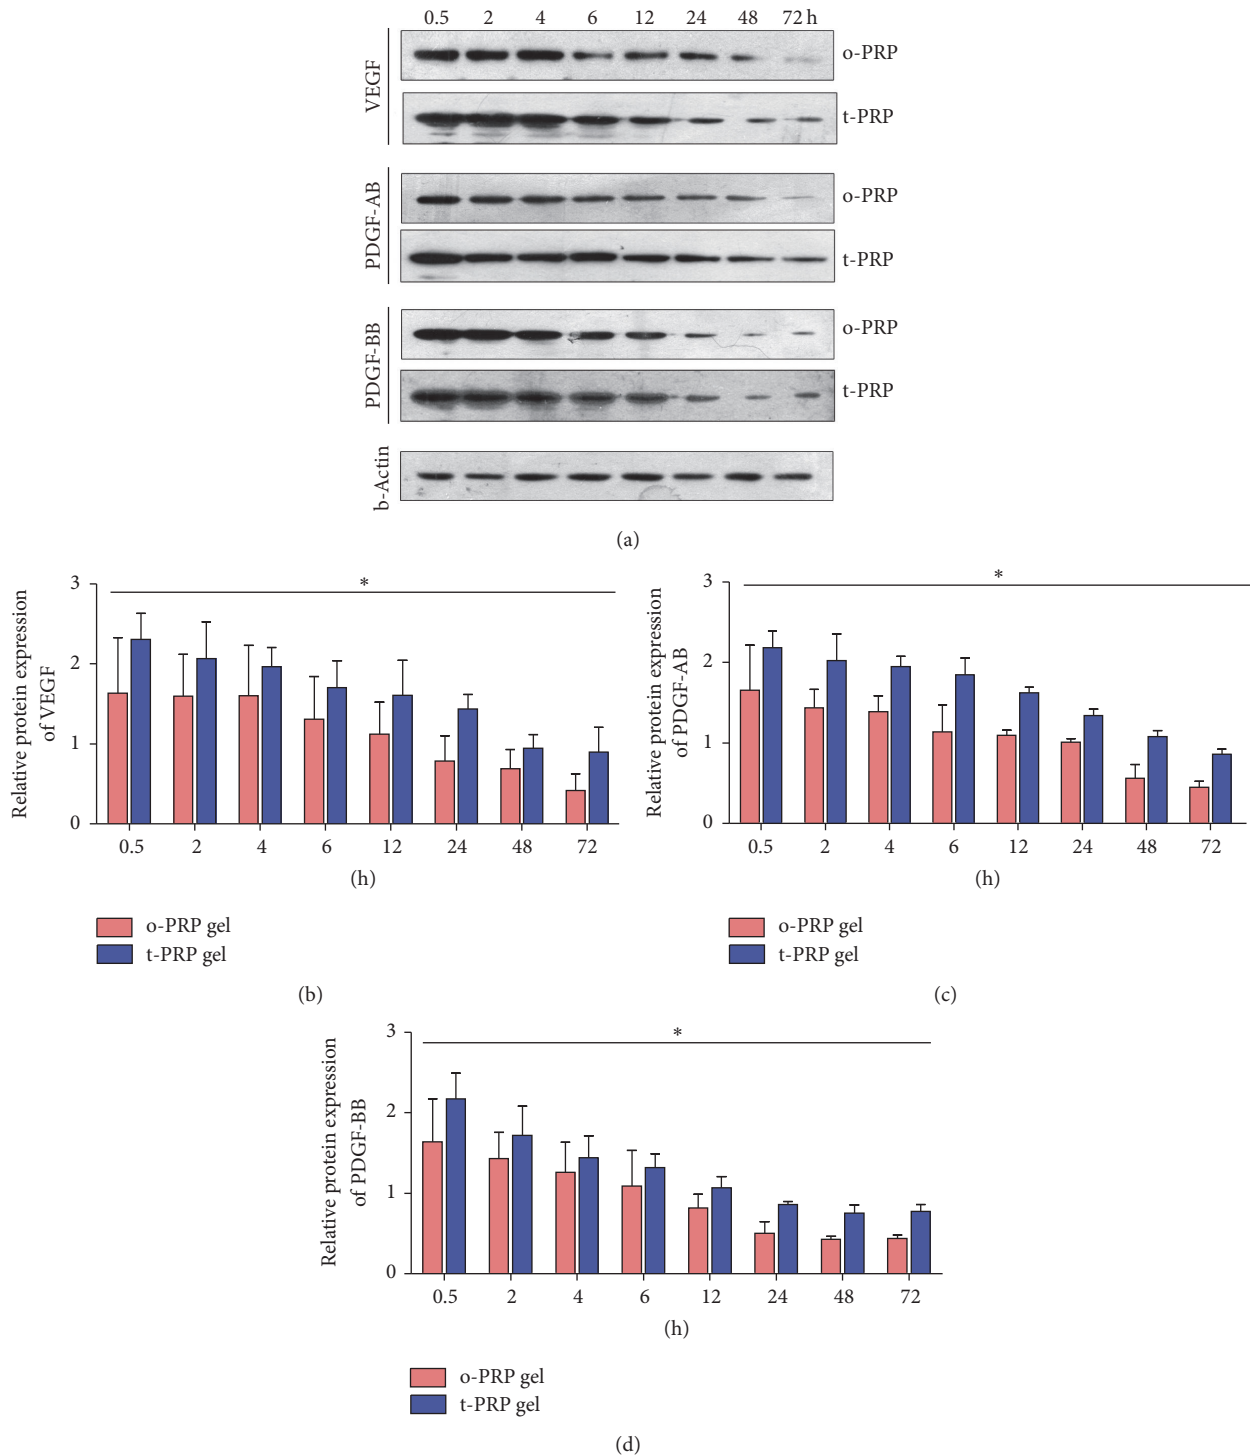 0.5 2 4 6 12 24 48 72 h
VEGF
o-PRP
t-PRP
PDGF-AB
o-PRP
t-PRP
PDGF-BB
o-PRP
t-PRP
b-Actin
(a)
Relative protein expression
of VEGF
3
2
1
0
*
0.5 2 4 6 12 24 48 72
(h)
o-PRP gel
t-PRP gel
(b)
Relative protein expression
of PDGF-AB
3
2
1
0
*
0.5 2 4 6 12 24 48 72
(h)
o-PRP gel
t-PRP gel
(c)
Relative protein expression
of PDGF-BB
3
2
1
0
*
0.5 2 4 6 12 24 48 72
(h)
o-PRP gel
t-PRP gel
(d)